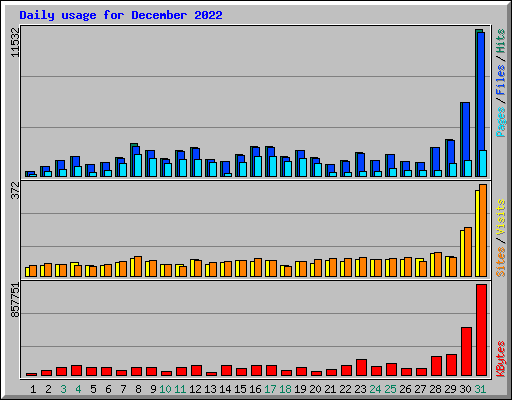 Daily usage for December 2022
11532
Pages / Files / Hits
372
Sites / Visits
857751
KBytes
1 2 3 4 5 6 7 8 9 10 11 12 13 14 15 16 17 18 19 20 21 22 23 24 25 26 27 28 29 30 31